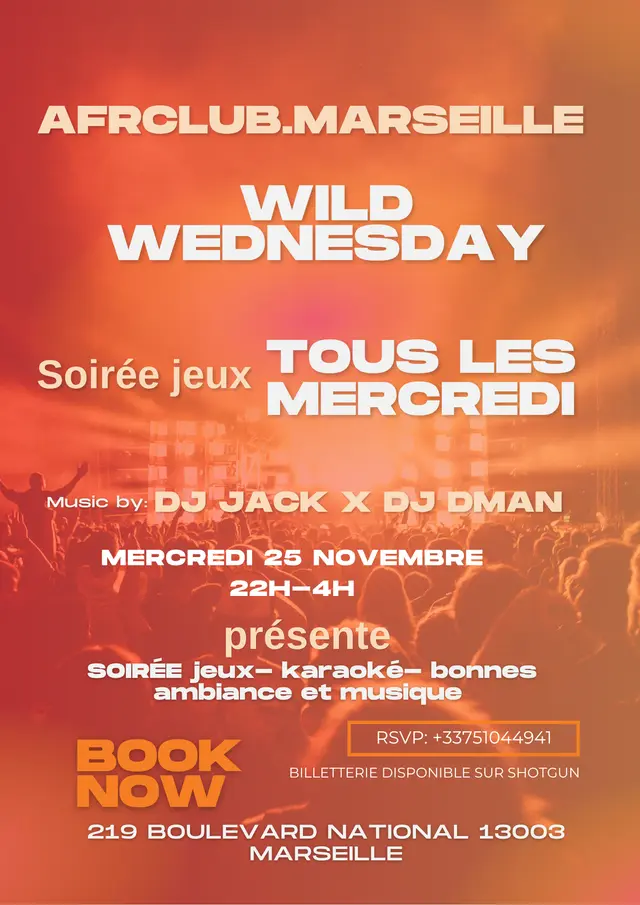 AFRCLUB.MARSEILLE
WILD
WEDNESDAY
Soirée jeux
TOUS LES
MERCREDI
Music by: DJ JACK X DJ DMAN
MERCREDI 25 NOVEMBRE
22H-4H
présente
SOIRÉE jeux- karaoké- bonnes
ambiance et musique
RSVP: +33751044941
BILLETTERIE DISPONIBLE SUR SHOTGUN
BOOK
NOW
219 BOULEVARD NATIONAL 13003
MARSEILLE